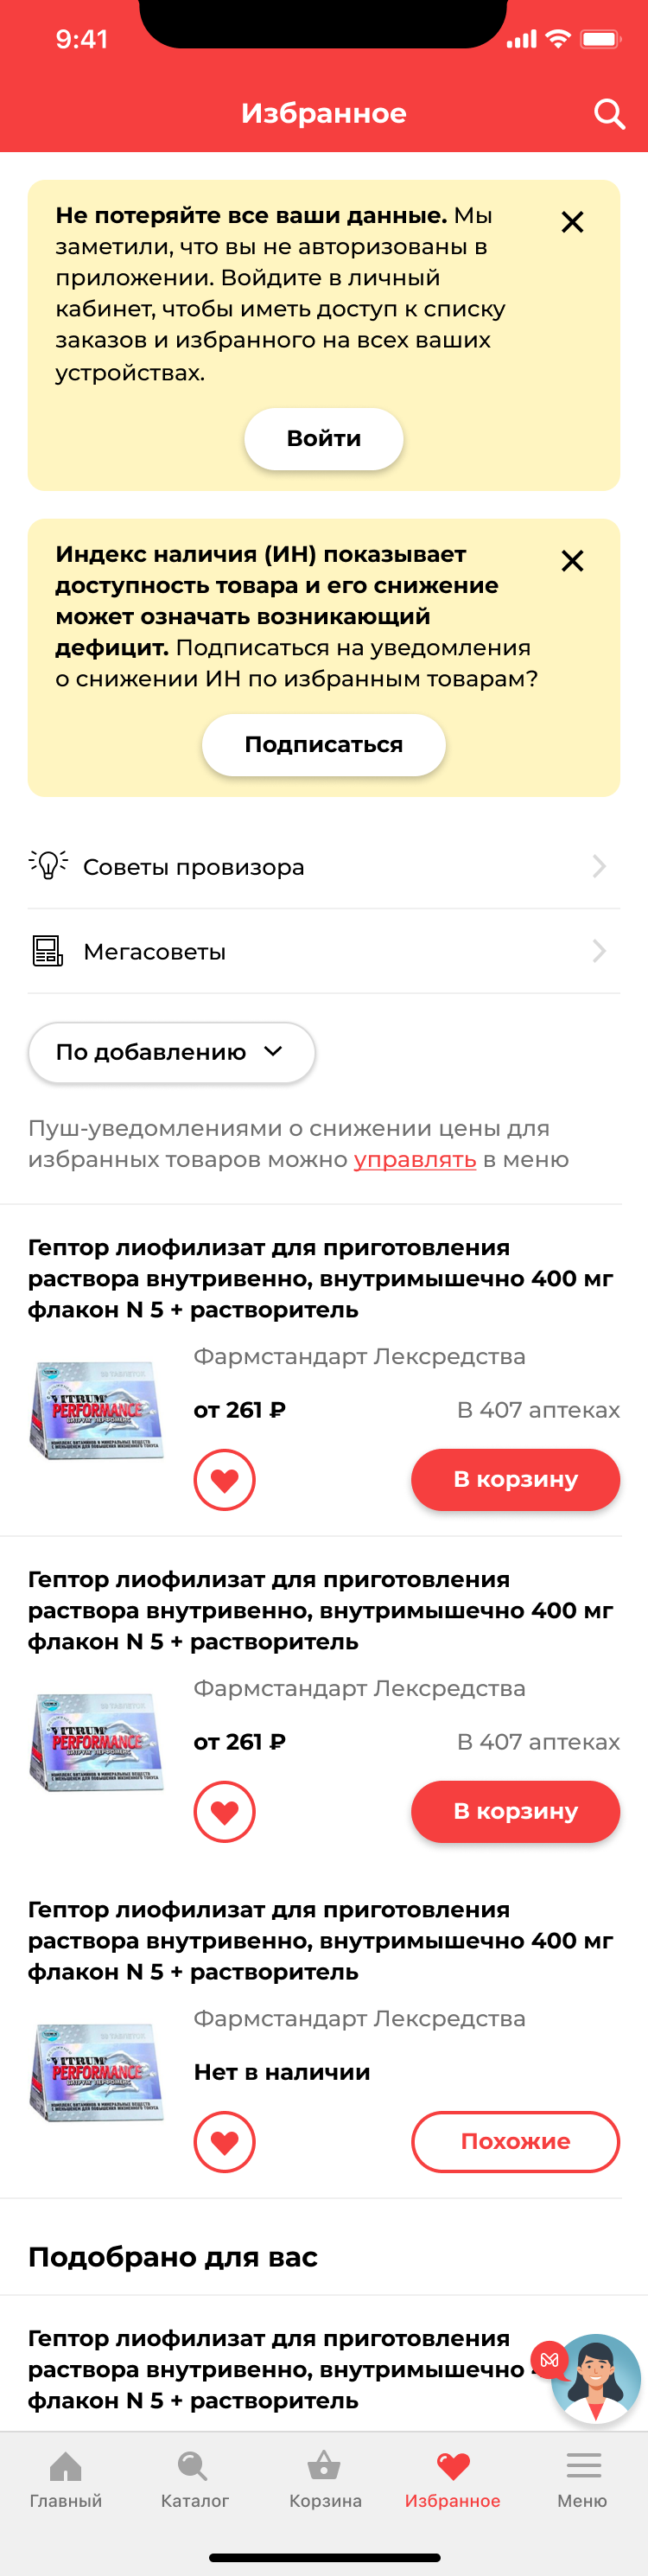 9:41
Избранное
Не потеряйте все ваши данные. Мы
заметили, что вы не авторизованы в
приложении. Войдите в личный
кабинет, чтобы иметь доступ к списку
заказов и избранного на всех ваших
устройствах.
Войти
Индекс наличия (ИН) показывает
доступность товара и его снижение
может означать возникающий
дефицит. Подписаться на уведомления
о снижении ИН по избранным товарам?
Подписаться
Советы провизора
Мегасоветы
По добавлению
Пуш-уведомлениями о снижении цены для
избранных товаров можно управлять в меню
Гептор лиофилизат для приготовления
раствора внутривенно, внутримышечно 400 мг
флакон N 5 + растворитель
Фармстандарт Лексредства
VITRUM
PERFORMANCE
от 261 ₽
В 407 аптеках
В корзину
Гептор лиофилизат для приготовления
раствора внутривенно, внутримышечно 400 мг
флакон N 5 + растворитель
Фармстандарт Лексредства
VITRUM
PERFORMANCE
от 261 ₽
В 407 аптеках
В корзину
Гептор лиофилизат для приготовления
раствора внутривенно, внутримышечно 400 мг
флакон N 5 + растворитель
Фармстандарт Лексредства
VITRUM
PERFORMANCE
Нет в наличии
Похожие
Подобрано для вас
Гептор лиофилизат для приготовления
раствора внутривенно, внутримышечно
флакон N 5 + растворитель
Главный
Каталог
Корзина
Избранное
Меню